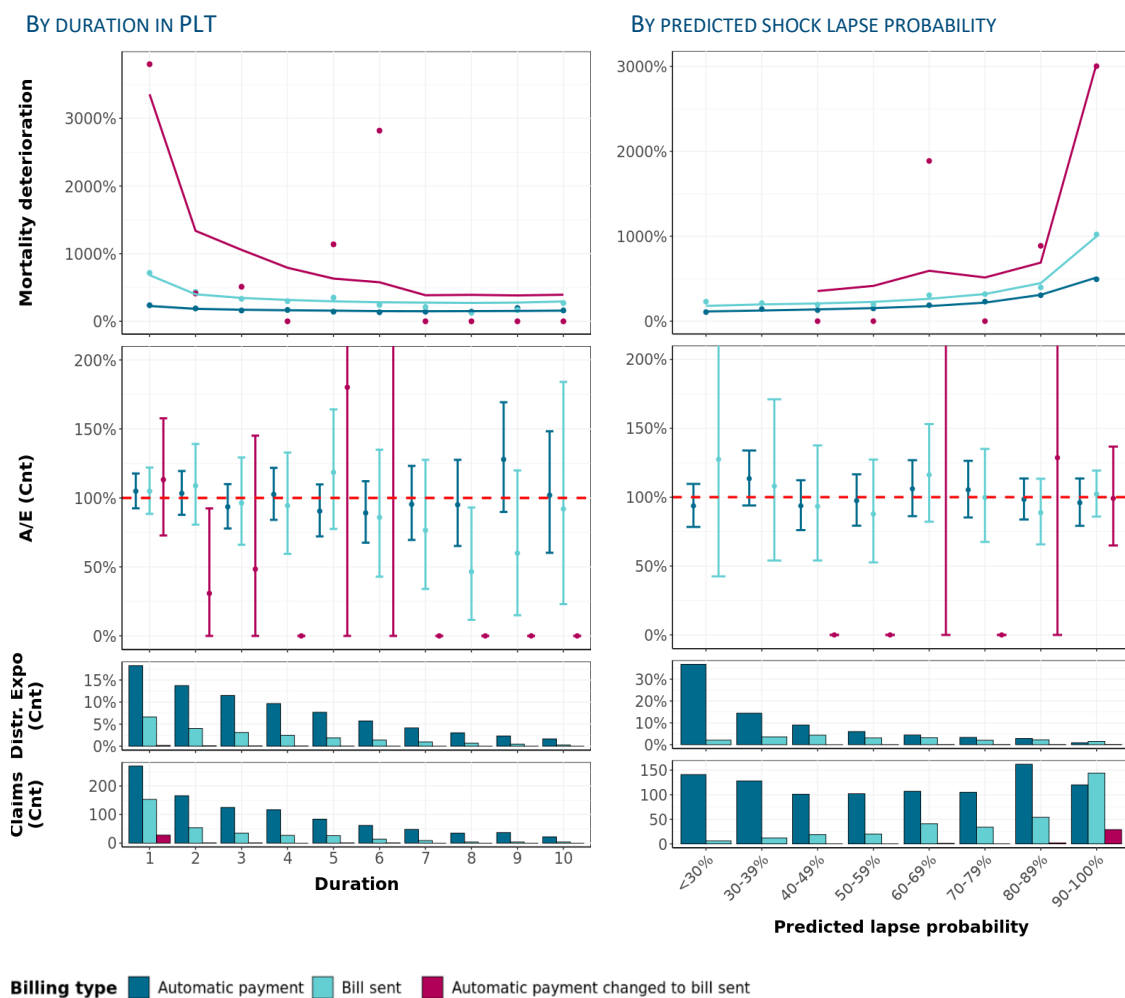 BY DURATION IN PLT
BY PREDICTED SHOCK LAPSE PROBABILITY
Mortality deterioration
3000%
2000%
1000%
0%
3000%
2000%
1000%
0%
A/E (Cnt)
200%
150%
100%
50%
0%
200%
150%
100%
50%
0%
Distr. Expo
(Cnt)
15%
10%
5%
0%
30%
20%
10%
0%
Claims
(Cnt)
200
100
0
150
100
50
0
1 2 3 4 5 6 7 8 9 10
Duration
<30% 30-39% 40-49% 50-59% 60-69% 70-79% 80-89% 90-100%
Predicted lapse probability
Billing type Automatic payment Bill sent Automatic payment changed to bill sent